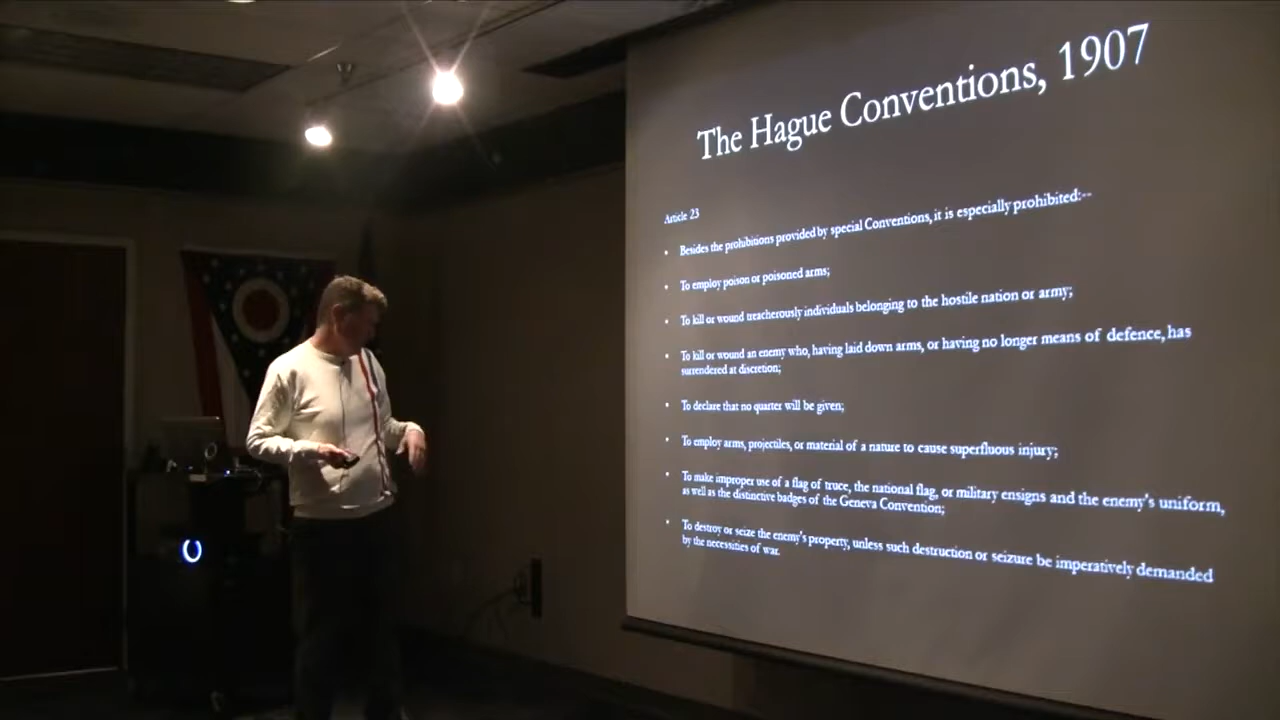 The Hague Conventions, 1907
Article 23
• Besides the prohibitions provided by special Conventions, it is especially prohibited:--
• To employ poison or poisoned arms;
• To kill or wound treacherously individuals belonging to the hostile nation or army;
• To kill or wound an enemy who, having laid down arms, or having no longer means of defence, has
surrendered at discretion;
• To declare that no quarter will be given;
• To employ arms, projectiles, or material of a nature to cause superfluous injury;
• To make improper use of a flag of truce, the national flag, or military ensigns and the enemy's uniform,
as well as the distinctive badges of the Geneva Convention;
• To destroy or seize the enemy's property, unless such destruction or seizure be imperatively demanded
by the necessities of war.